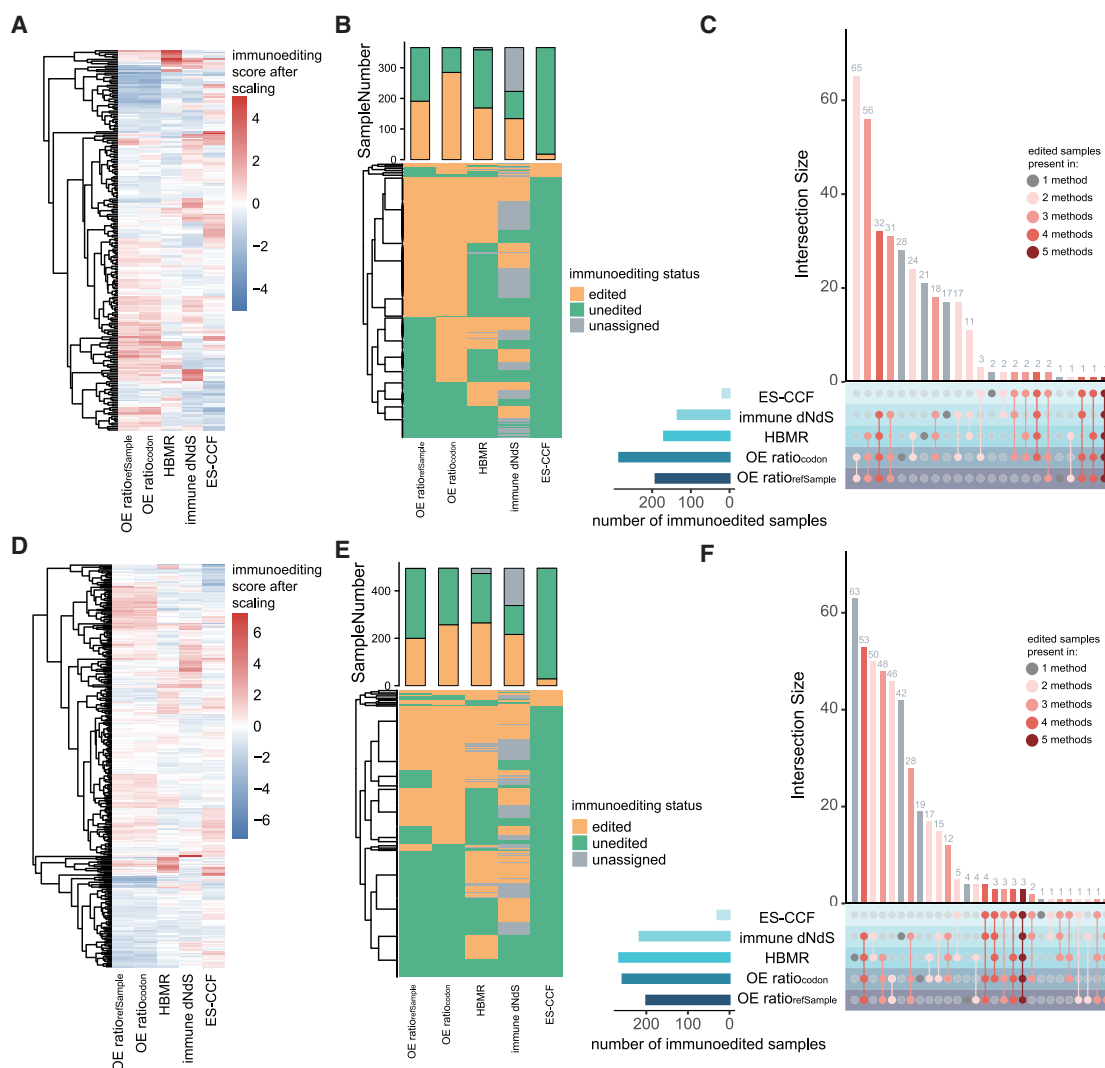 A
immunoediting
score after
scaling
4
2
0
−2
−4
OE ratiorefSample
OE ratiocodon
HBMR
immune dNdS
ES-CCF
B
SampleNumber
300
200
100
0
immunoediting status
edited
unedited
unassigned
OE ratiorefSample
OE ratiocodon
HBMR
immune dNdS
ES-CCF
C
Intersection Size
60
40
20
0
65
56
32
31
28
24
21
18
17
17
11
3
2
2
2
2
2
2
1
1
1
1
1
edited samples
present in:
1 method
2 methods
3 methods
4 methods
5 methods
ES-CCF
immune dNdS
HBMR
OE ratiocodon
OE ratiorefSample
200 100 0
number of immunoedited samples
D
immunoediting
score after
scaling
6
4
2
0
−2
−4
−6
OE ratiorefSample
OE ratiocodon
HBMR
immune dNdS
ES-CCF
E
SampleNumber
400
200
0
immunoediting status
edited
unedited
unassigned
OE ratiorefSample
OE ratiocodon
HBMR
immune dNdS
ES-CCF
F
Intersection Size
60
40
20
0
63
53
50
48
46
42
28
19
17
15
12
5
4
4
4
3
3
3
3
2
1
1
1
1
1
1
1
1
edited samples
present in:
1 method
2 methods
3 methods
4 methods
5 methods
ES-CCF
immune dNdS
HBMR
OE ratiocodon
OE ratiorefSample
200 100 0
number of immunoedited samples